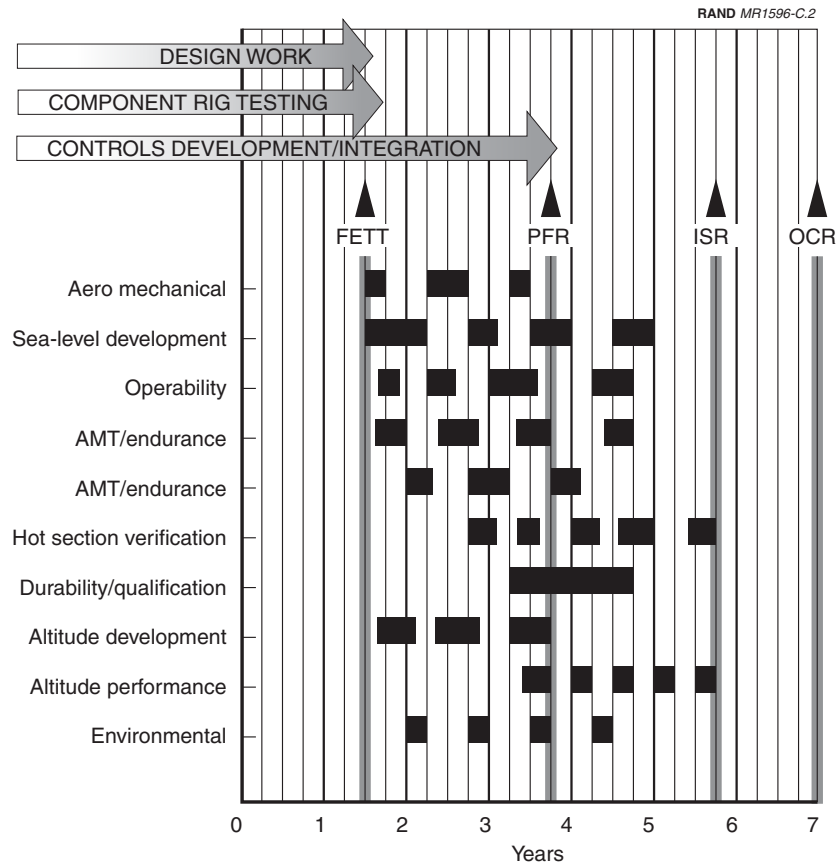 RAND MR1596-C.2
DESIGN WORK
COMPONENT RIG TESTING
CONTROLS DEVELOPMENT/INTEGRATION
FETT PFR ISR OCR
Aero mechanical
Sea-level development
Operability
AMT/endurance
AMT/endurance
Hot section verification
Durability/qualification
Altitude development
Altitude performance
Environmental
0 1 2 3 4 5 6 7
Years